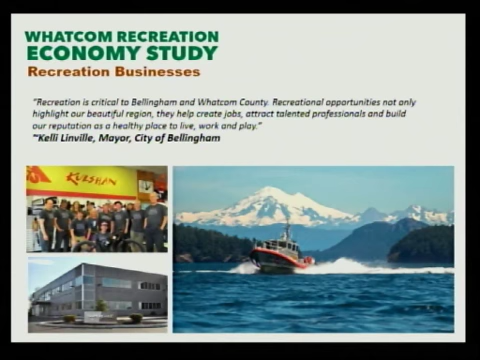 WHATCOM RECREATION
ECONOMY STUDY
Recreation Businesses
"Recreation is critical to Bellingham and Whatcom County. Recreational opportunities not only
highlight our beautiful region, they help create jobs, attract talented professionals and build
our reputation as a healthy place to live, work and play."
~Kelli Linville, Mayor, City of Bellingham
KULSHAN